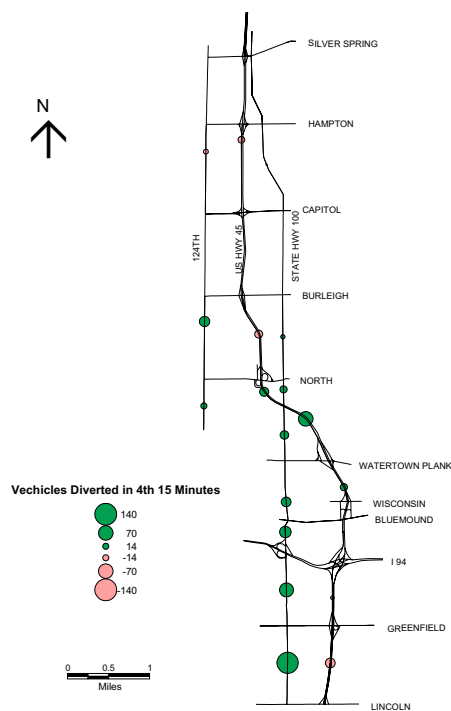 SILVER SPRING
N
HAMPTON
CAPITOL
124TH
US HWY 45
STATE HWY 100
BURLEIGH
NORTH
WATERTOWN PLANK
Vechicles Diverted in 4th 15 Minutes
140
70
14
-14
-70
-140
WISCONSIN
BLUEMOUND
I 94
GREENFIELD
0 0.5 1
Miles
LINCOLN